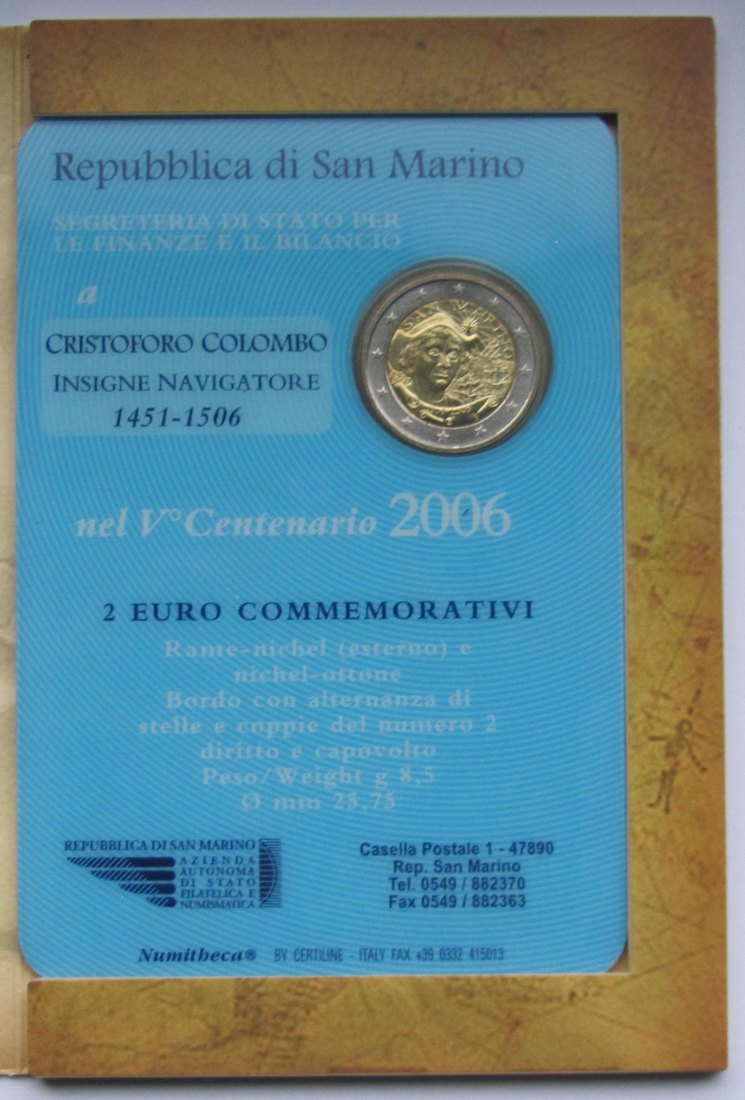 Repubblica di San Marino
SEGRETERIA DI STATO PER
LE FINANZE E IL BILANCIO
a
CRISTOFORO COLOMBO
INSIGNE NAVIGATORE
1451-1506
SAN MARINO
nel V° Centenario 2006
2 EURO COMMEMORATIVI
Rame-nichel (esterno) e
nichel-ottone
Bordo con alternanza di
stelle e coppie del numero 2
diritto e capovolto
Peso/Weight g 8,5
Ø mm 25,75
REPUBBLICA DI SAN MARINO
AZIENDA
AUTONOMA
DI STATO
FILATELICA E
NUMISMATICA
Casella Postale 1 - 47890
Rep. San Marino
Tel. 0549 / 882370
Fax 0549 / 882363
Numitheca® BY CERTILINE - ITALY FAX +39 0332 415013